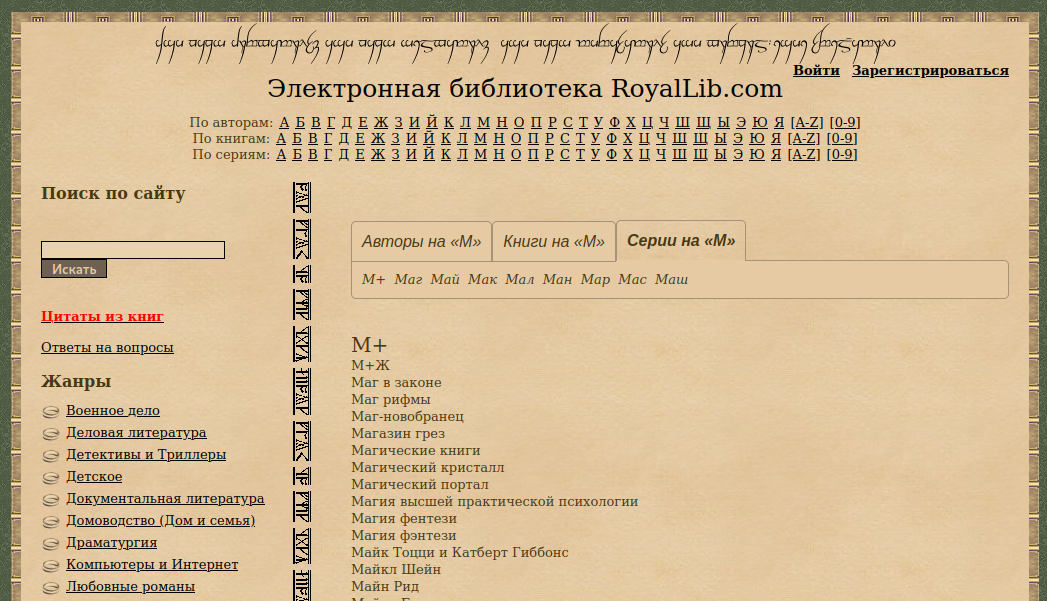 Войти Зарегистрироваться
Электронная библиотека RoyalLib.com
По авторам: А Б В Г Д Е Ж З И Й К Л М Н О П Р С Т У Ф Х Ц Ч Ш Щ Ы Э Ю Я [A-Z] [0-9]
По книгам: А Б В Г Д Е Ж З И Й К Л М Н О П Р С Т У Ф Х Ц Ч Ш Щ Ы Э Ю Я [A-Z] [0-9]
По сериям: А Б В Г Д Е Ж З И Й К Л М Н О П Р С Т У Ф Х Ц Ч Ш Щ Ы Э Ю Я [A-Z] [0-9]
Поиск по сайту
Искать
Цитаты из книг
Ответы на вопросы
Жанры
Военное дело
Деловая литература
Детективы и Триллеры
Детское
Документальная литература
Домоводство (Дом и семья)
Драматургия
Компьютеры и Интернет
Любовные романы
Авторы на «М» Книги на «М» Серии на «М»
М+ Маг Май Мак Мал Ман Мар Мас Маш
М+
М+Ж
Маг в законе
Маг рифмы
Маг-новобранец
Магазин грез
Магические книги
Магический кристалл
Магический портал
Магия высшей практической психологии
Магия фентези
Магия фэнтези
Майк Тоцци и Катберт Гиббонс
Майкл Шейн
Майн Рид